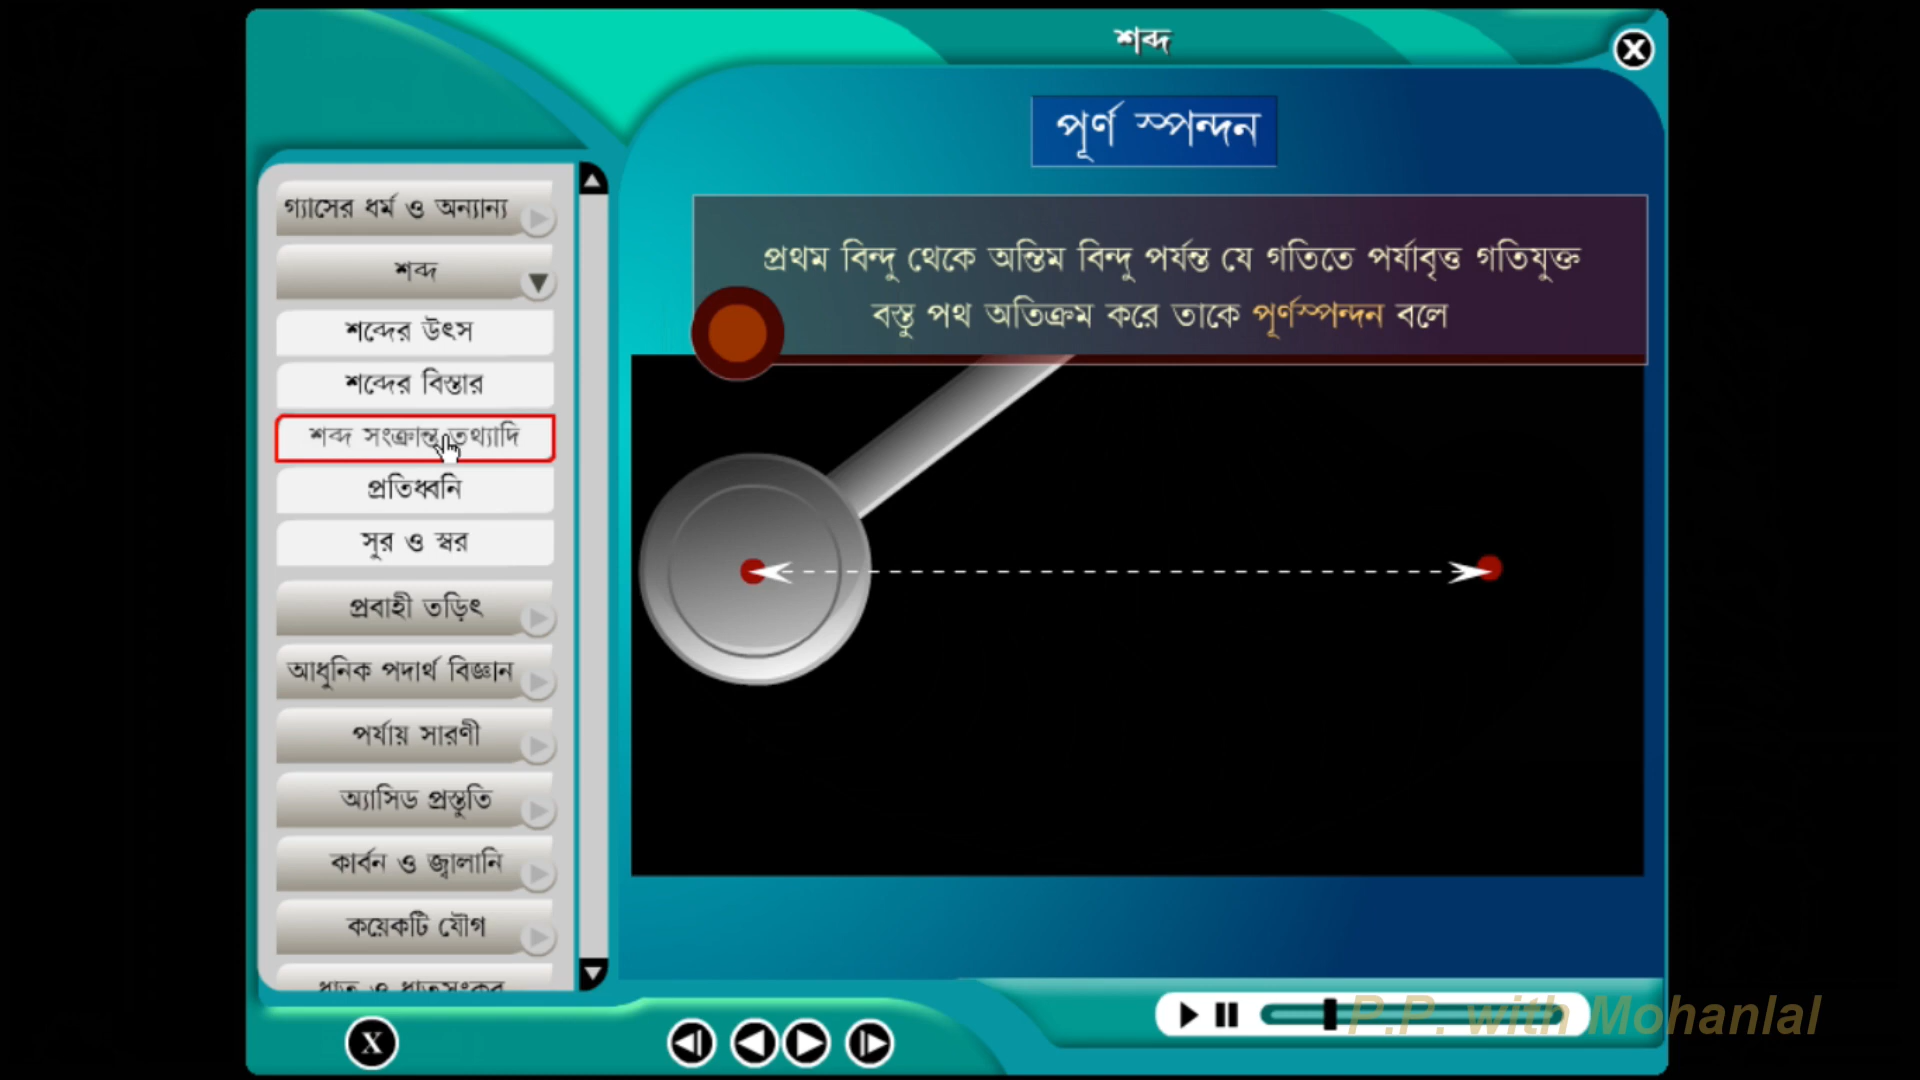 শব্দ
পূর্ণ স্পন্দন
প্রথম বিন্দু থেকে অন্তিম বিন্দু পর্যন্ত যে গতিতে পর্যাবৃত্ত গতিযুক্ত
বস্তু পথ অতিক্রম করে তাকে পূর্ণস্পন্দন বলে
গ্যাসের ধর্ম ও অন্যান্য
শব্দ
শব্দের উৎস
শব্দের বিস্তার
শব্দ সংক্রান্ত তথ্যাদি
প্রতিধ্বনি
সুর ও স্বর
প্রবাহী তড়িৎ
আধুনিক পদার্থ বিজ্ঞান
পর্যায় সারণী
অ্যাসিড প্রস্তুতি
কার্বন ও জ্বালানি
কয়েকটি যৌগ
ধাতু ও ধাতুসংকর
X
P.P. with Mohanlal